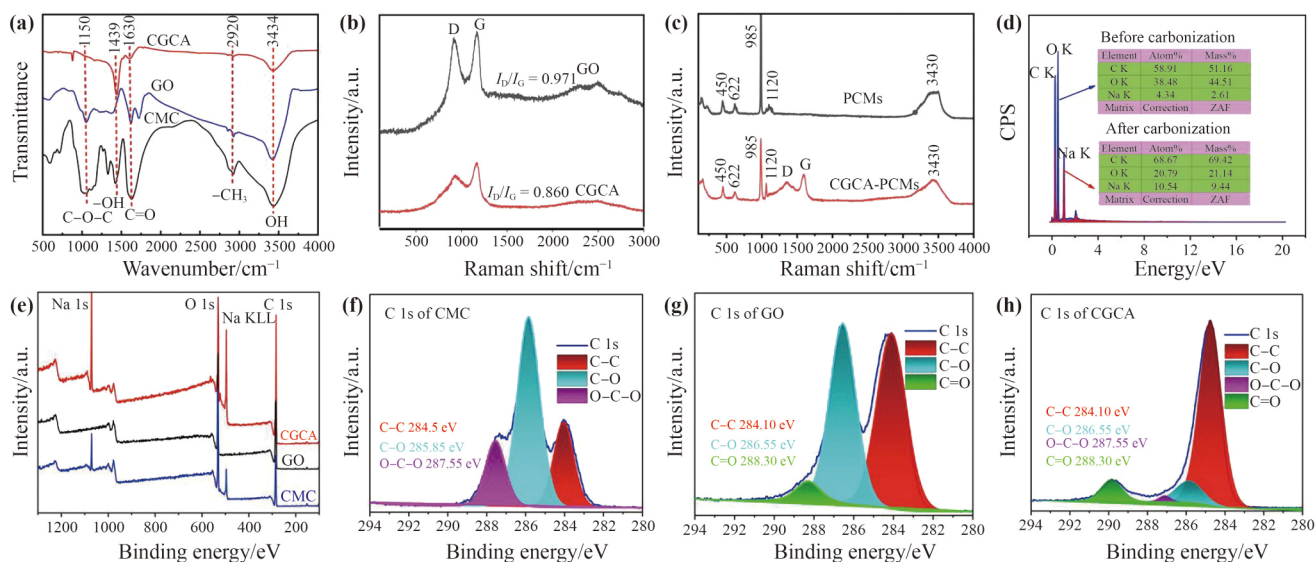 (a)
1150
1439
1630
2920
3434
CGCA
GO
CMC
C–O–C
–OH
C=O
–CH₃
OH
Transmittance
500 1000 1500 2000 2500 3000 3500 4000
Wavenumber/cm⁻¹
(b)
D
G
I_D/I_G = 0.971
GO
I_D/I_G = 0.860
CGCA
Intensity/a.u.
500 1000 1500 2000 2500 3000
Raman shift/cm⁻¹
(c)
450
622
985
1120
3430
PCMs
450
622
985
1120
D
G
3430
CGCA-PCMs
Intensity/a.u.
500 1000 1500 2000 2500 3000 3500 4000
Raman shift/cm⁻¹
(d)
O K
C K
Na K
Before carbonization
Element Atom% Mass%
C K 58.91 51.16
O K 38.48 44.51
Na K 4.34 2.61
Matrix Correction ZAF
After carbonization
Element Atom% Mass%
C K 68.67 69.42
O K 20.79 21.14
Na K 10.54 9.44
Matrix Correction ZAF
CPS
0 4 8 12 16 20
Energy/eV
(e)
Na 1s
O 1s
C 1s
Na KLL
CGCA
GO
CMC
Intensity/a.u.
1300 1100 900 740 540 380 200
Binding energy/eV
(f)
C 1s of CMC
C 1s
C–C
C–O
O–C–O
C–C 284.5 eV
C–O 285.85 eV
O–C–O 287.55 eV
Intensity/a.u.
294 292 290 288 286 284 282 280
Binding energy/eV
(g)
C 1s of GO
C 1s
C–C
C–O
C=O
C–C 284.10 eV
C–O 286.55 eV
C=O 288.30 eV
Intensity/a.u.
294 292 290 288 286 284 282 280
Binding energy/eV
(h)
C 1s of CGCA
C 1s
C–C
C–O
O–C–O
C=O
C–C 284.10 eV
C–O 286.55 eV
O–C–O 287.55 eV
C=O 288.30 eV
Intensity/a.u.
294 292 290 288 286 284 282 280
Binding energy/eV